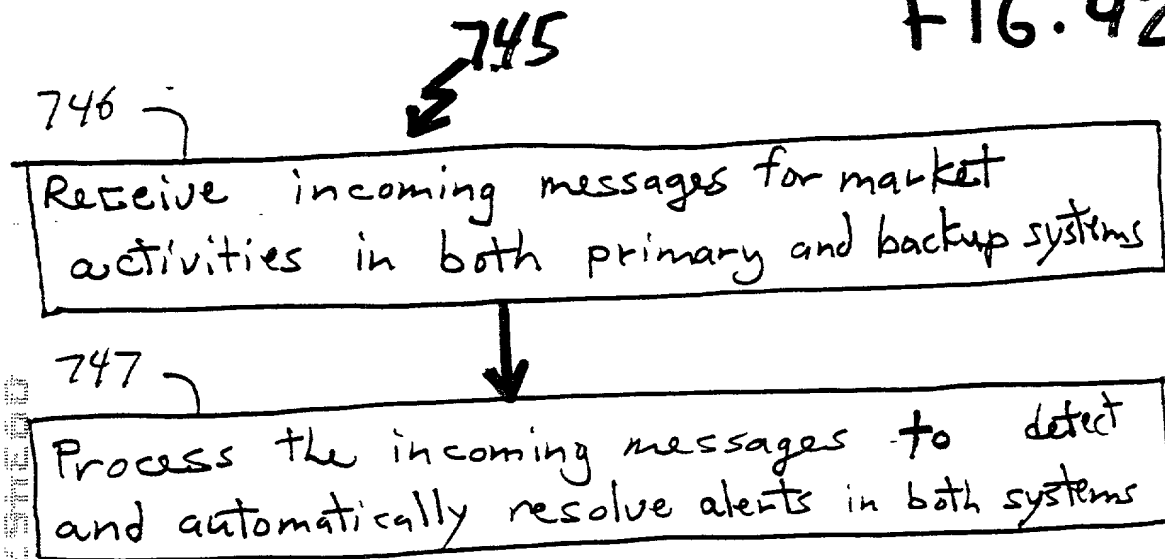 FIG. 42
745
746
Receive incoming messages for market
activities in both primary and backup systems
747
Process the incoming messages to detect
and automatically resolve alerts in both systems